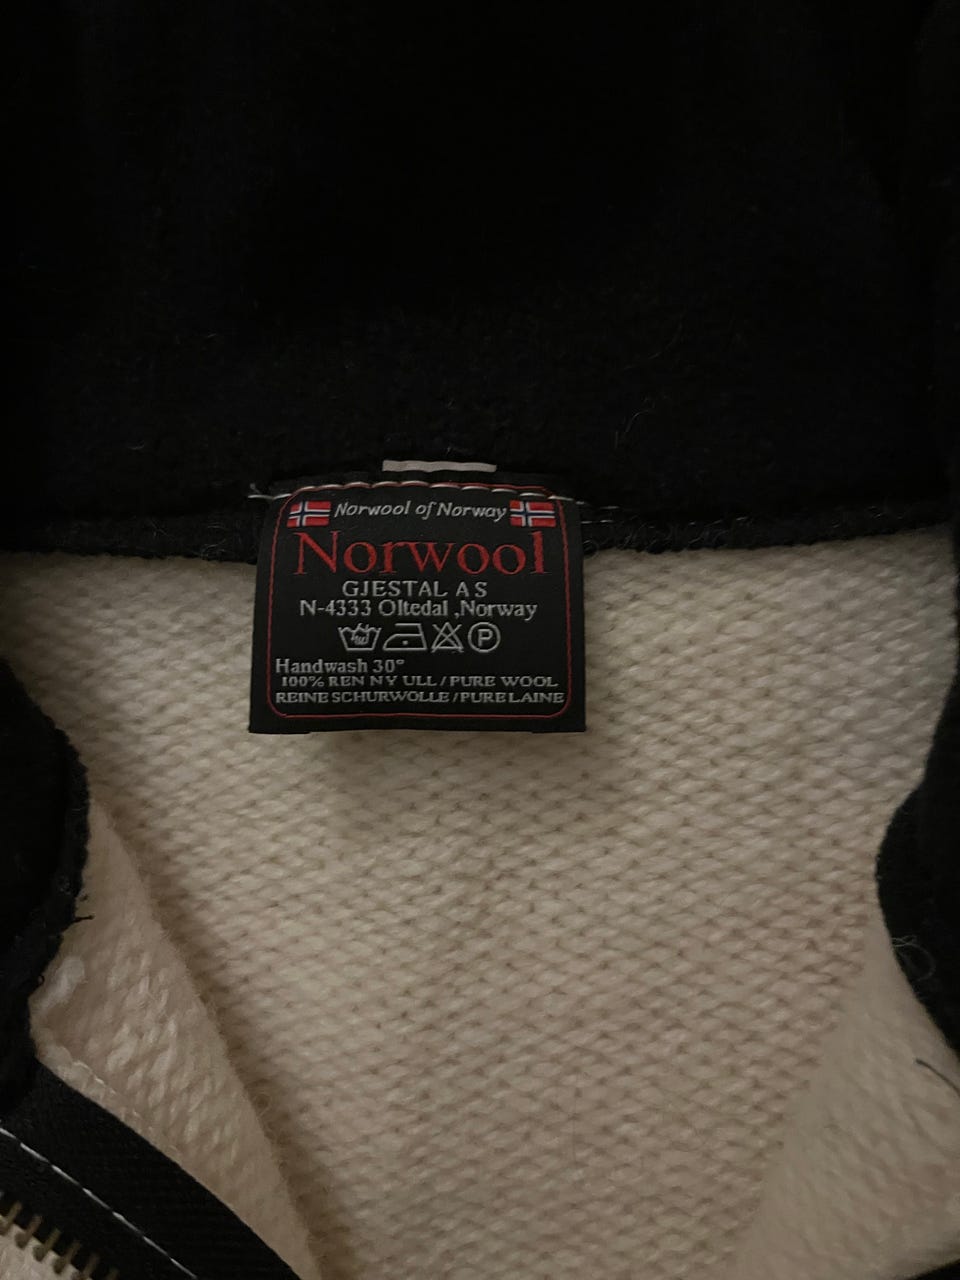 Norwool of Norway
Norwool
GJESTAL AS
N-4333 Oltedal ,Norway
P
Handwash 30°
100% REN NY ULL / PURE WOOL
REINE SCHURWOLLE / PURE LAINE